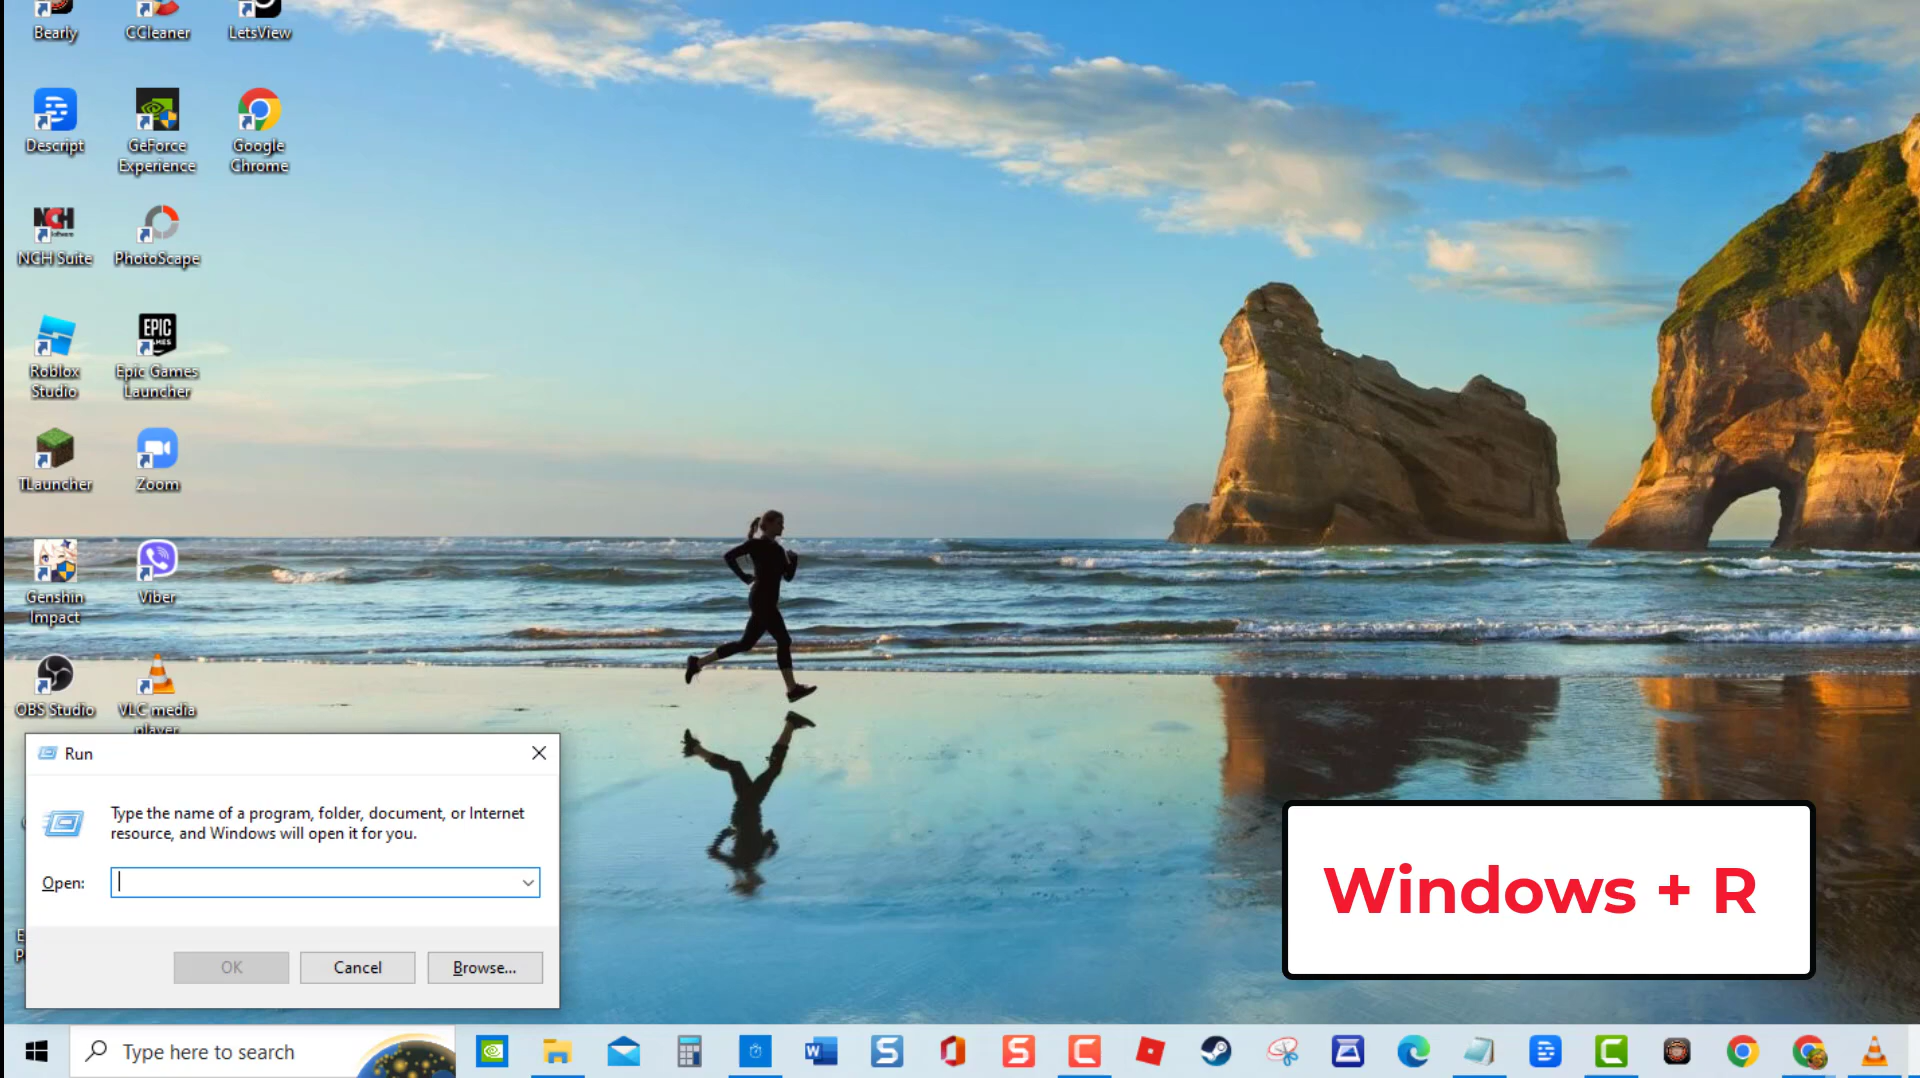 Bearly
CCleaner
LetsView
Descript
GeForce
Experience
Google
Chrome
NCH
NCH Suite
PhotoScape
Roblox
Studio
EPIC
Epic Games
Launcher
TLauncher
Zoom
Genshin
Impact
Viber
OBS Studio
VLC media
player
Run
Type the name of a program, folder, document, or Internet
resource, and Windows will open it for you.
Open:
OK
Cancel
Browse...
Windows + R
Type here to search